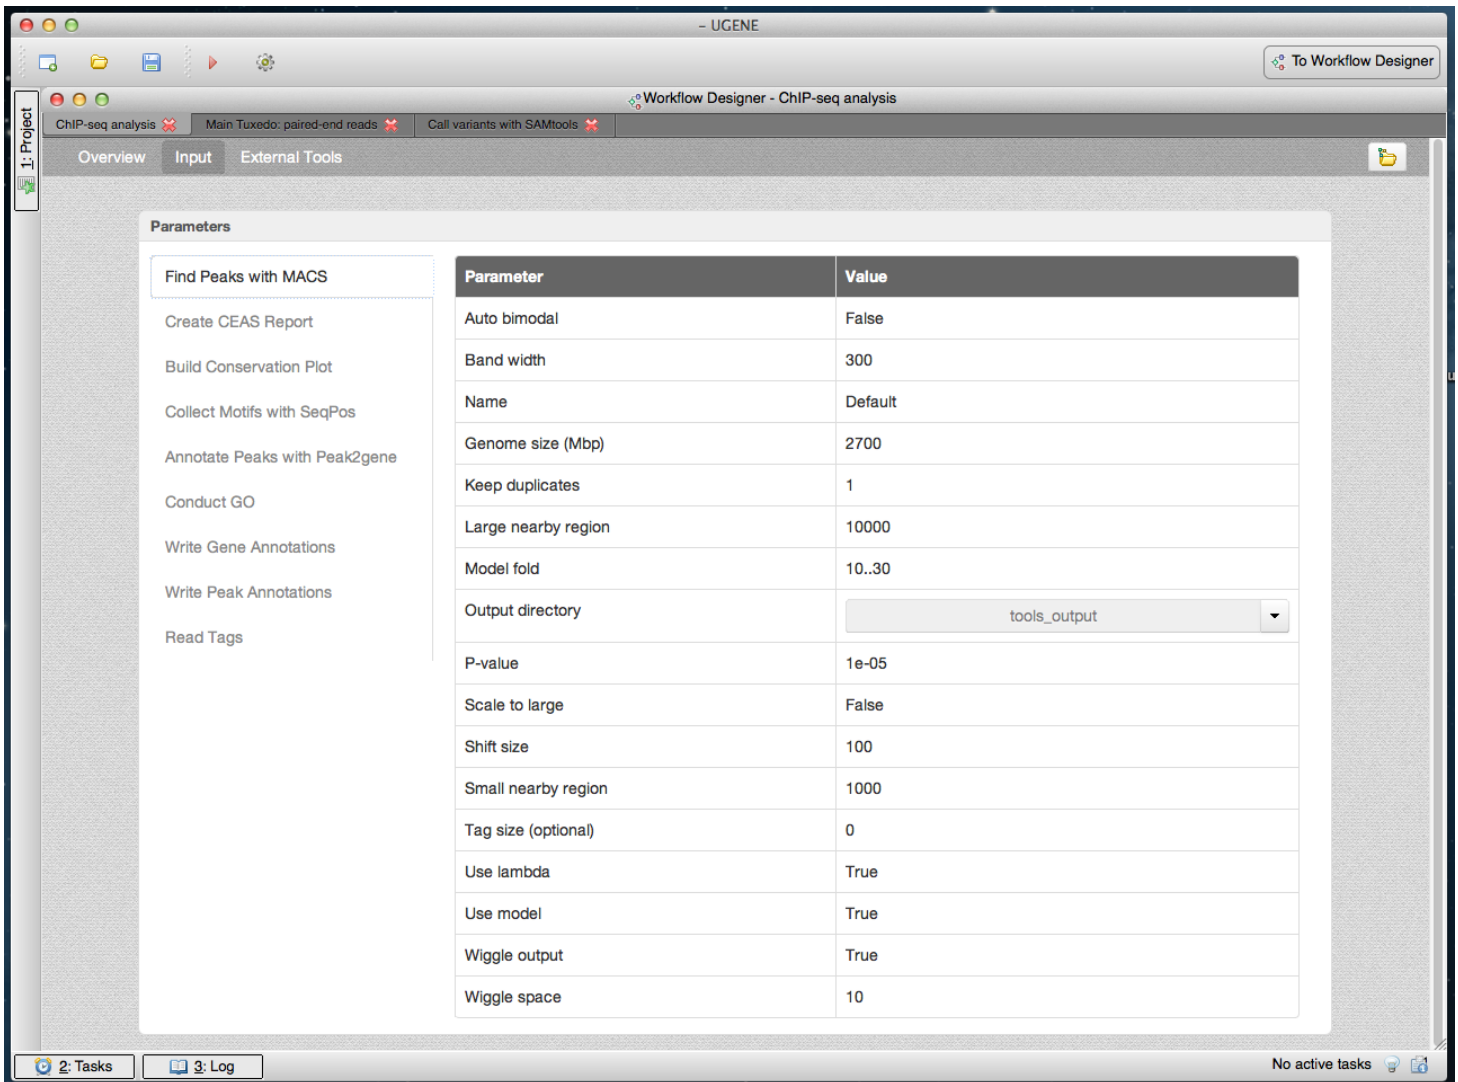 – UGENE
To Workflow Designer
1: Project
Workflow Designer - ChIP-seq analysis
ChIP-seq analysis Main Tuxedo: paired-end reads Call variants with SAMtools
Overview Input External Tools
Parameters
Find Peaks with MACS
Create CEAS Report
Build Conservation Plot
Collect Motifs with SeqPos
Annotate Peaks with Peak2gene
Conduct GO
Write Gene Annotations
Write Peak Annotations
Read Tags
Parameter Value
Auto bimodal False
Band width 300
Name Default
Genome size (Mbp) 2700
Keep duplicates 1
Large nearby region 10000
Model fold 10..30
Output directory tools_output
P-value 1e-05
Scale to large False
Shift size 100
Small nearby region 1000
Tag size (optional) 0
Use lambda True
Use model True
Wiggle output True
Wiggle space 10
2: Tasks 3: Log No active tasks